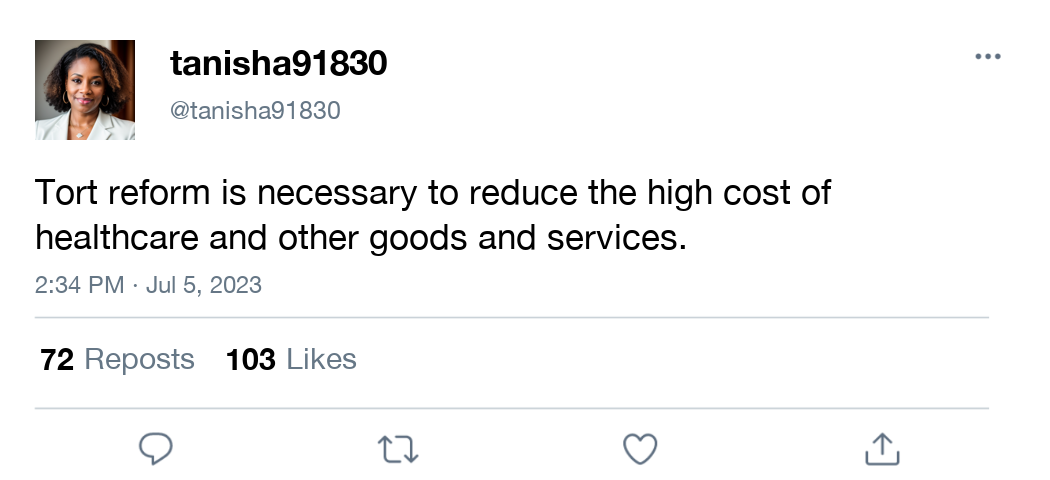 tanisha91830
@tanisha91830
Tort reform is necessary to reduce the high cost of
healthcare and other goods and services.
2:34 PM · Jul 5, 2023
72 Reposts 103 Likes